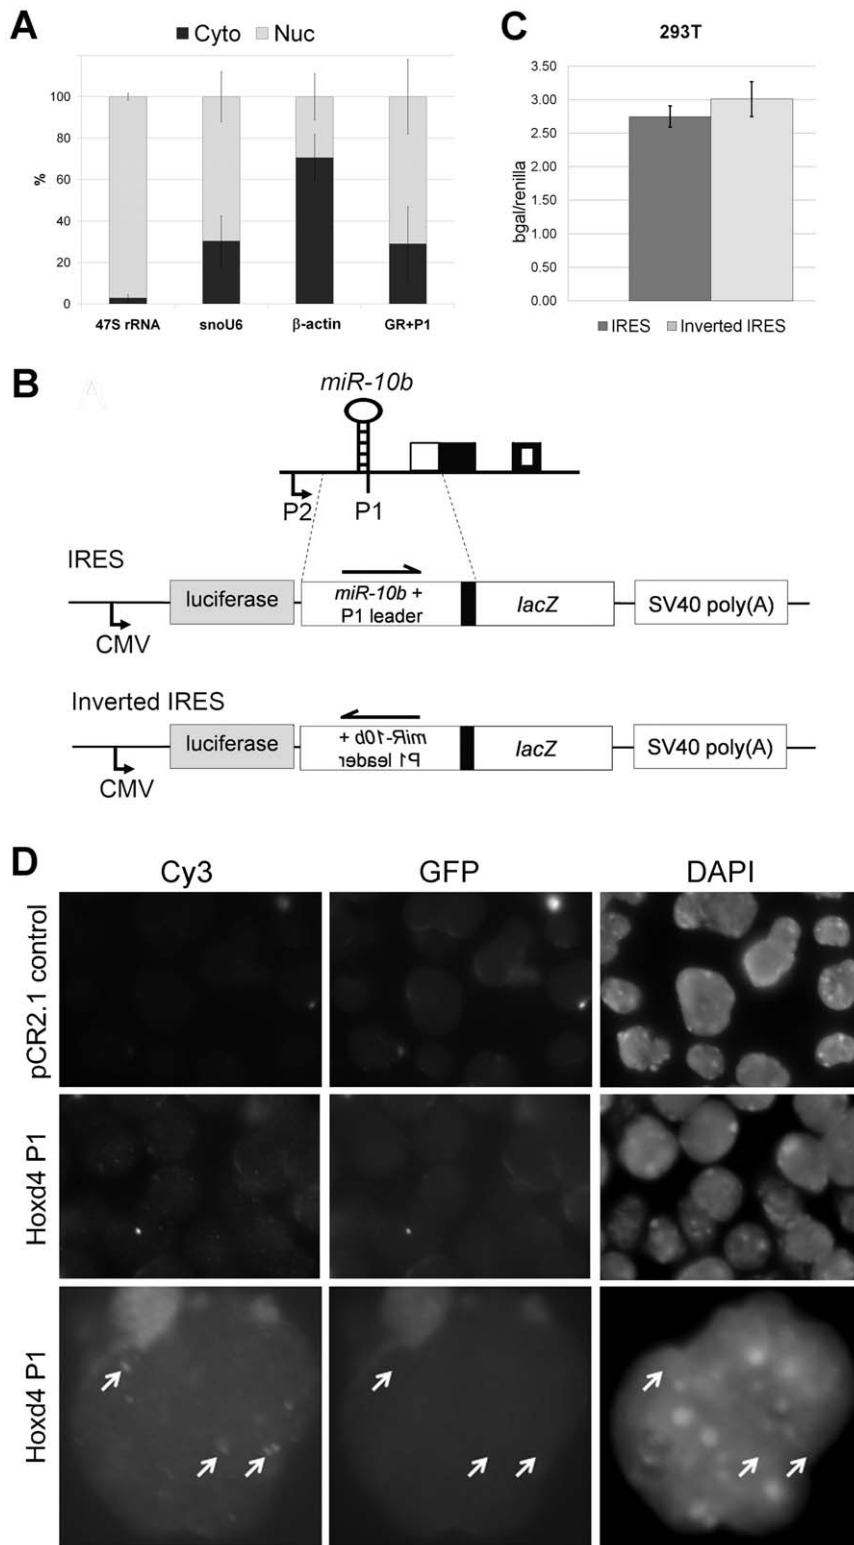 A
Cyto Nuc
%
100
80
60
40
20
0
47S rRNA snoU6 β-actin GR+P1
C
293T
bgal/renilla
3.50
3.00
2.50
2.00
1.50
1.00
0.50
0.00
IRES Inverted IRES
B
A
miR-10b
P2 P1
IRES
CMV
luciferase
miR-10b +
P1 leader
lacZ
SV40 poly(A)
Inverted IRES
CMV
luciferase
miR-10b +
P1 leader
lacZ
SV40 poly(A)
D
Cy3 GFP DAPI
pCR2.1 control
Hoxd4 P1
Hoxd4 P1